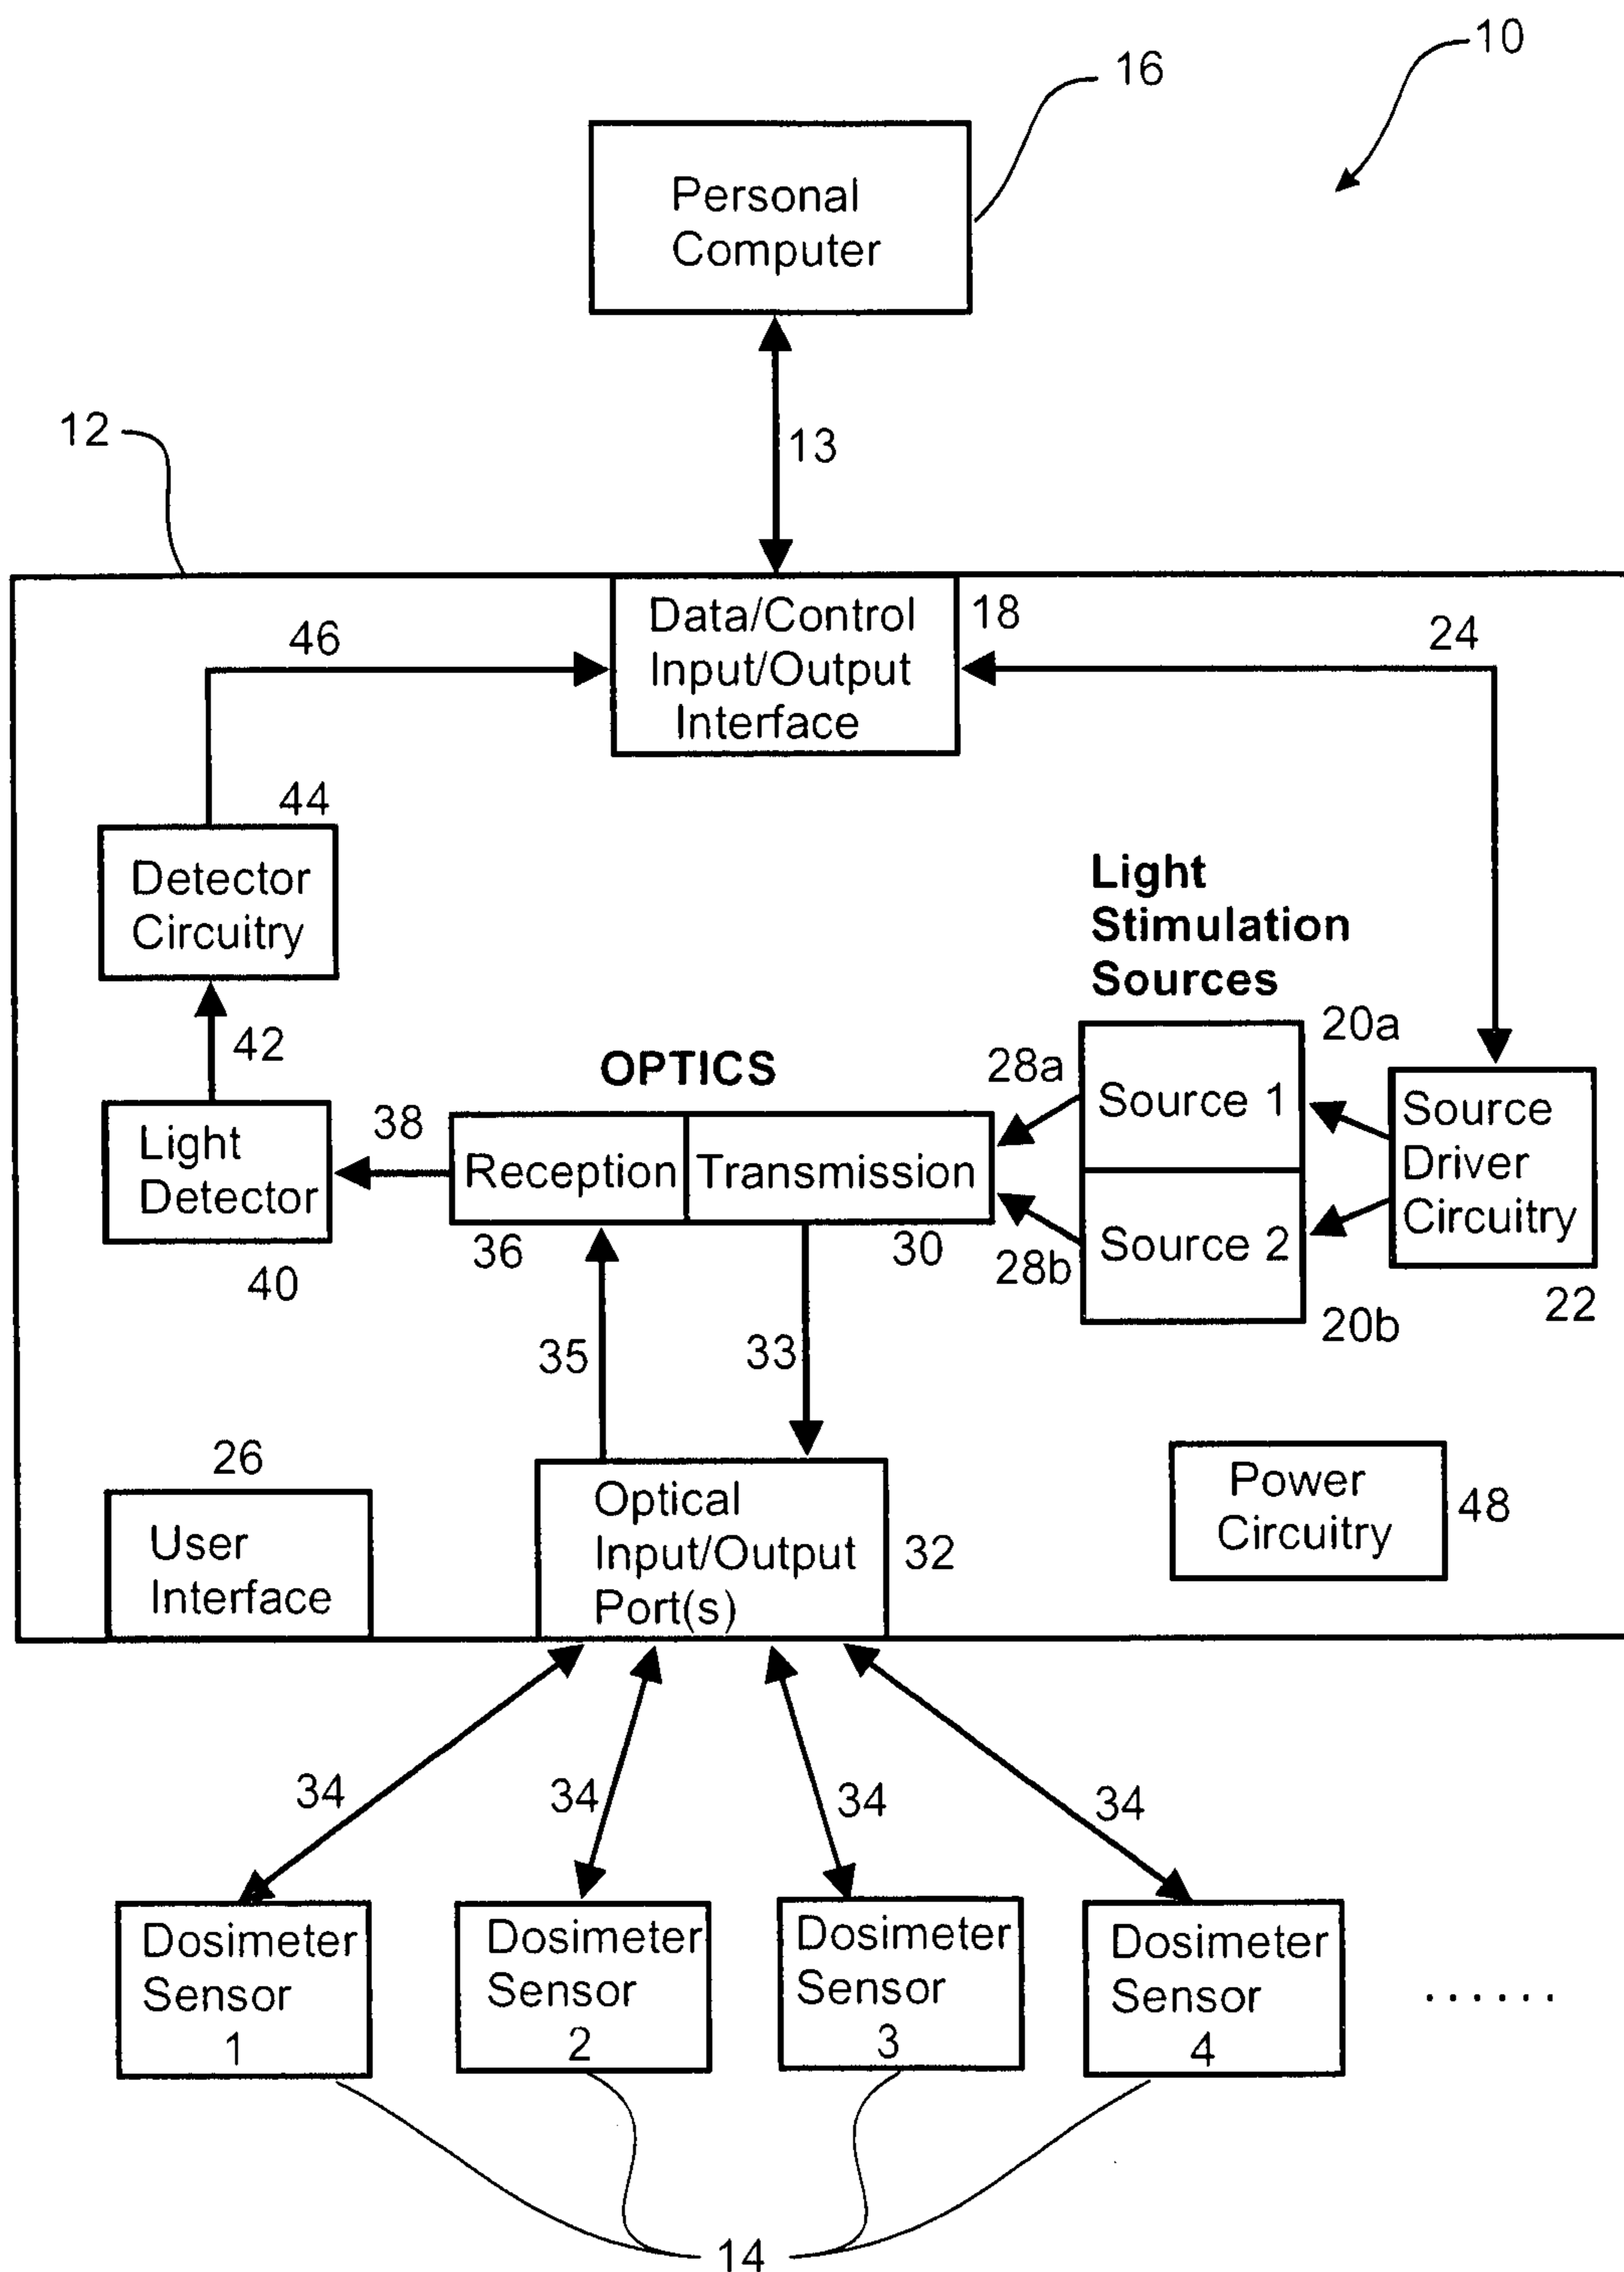 10
16
Personal
Computer
12
13
Data/Control
Input/Output
Interface
18
46
24
44
Detector
Circuitry
Light
Stimulation
Sources
42
OPTICS
28a
20a
Source 1
Source
Driver
Circuitry
38
Light
Detector
Reception
Transmission
36
30
28b
Source 2
40
22
20b
35
33
26
User
Interface
Optical
Input/Output
Port(s)
32
Power
Circuitry
48
34
34
34
34
Dosimeter
Sensor
1
Dosimeter
Sensor
2
Dosimeter
Sensor
3
Dosimeter
Sensor
4
......
14